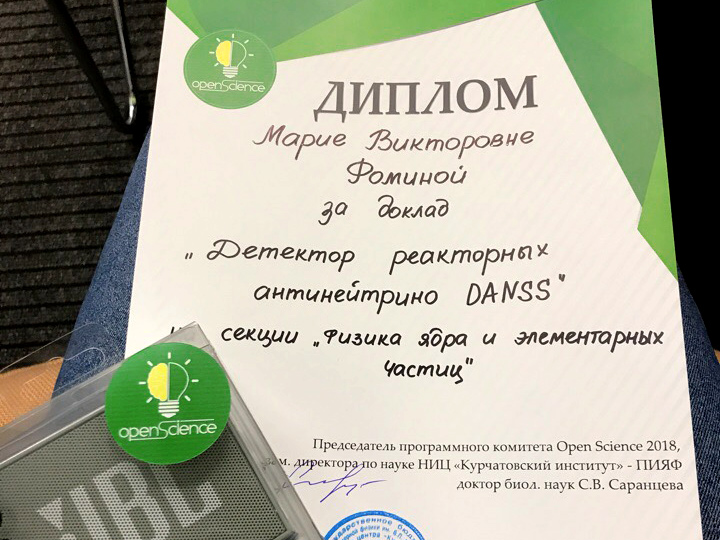 openScience
ДИПЛОМ
Марие Викторовне
Фоминой
за доклад
„Детектор реакторных
антинейтрино DANSS"
секции „Физика ядра и элементарных
частиц"
openScience
Председатель программного комитета Open Science 2018,
зам. директора по науке НИЦ «Курчатовский институт» - ПИЯФ
доктор биол. наук С.В. Саранцева
JBL